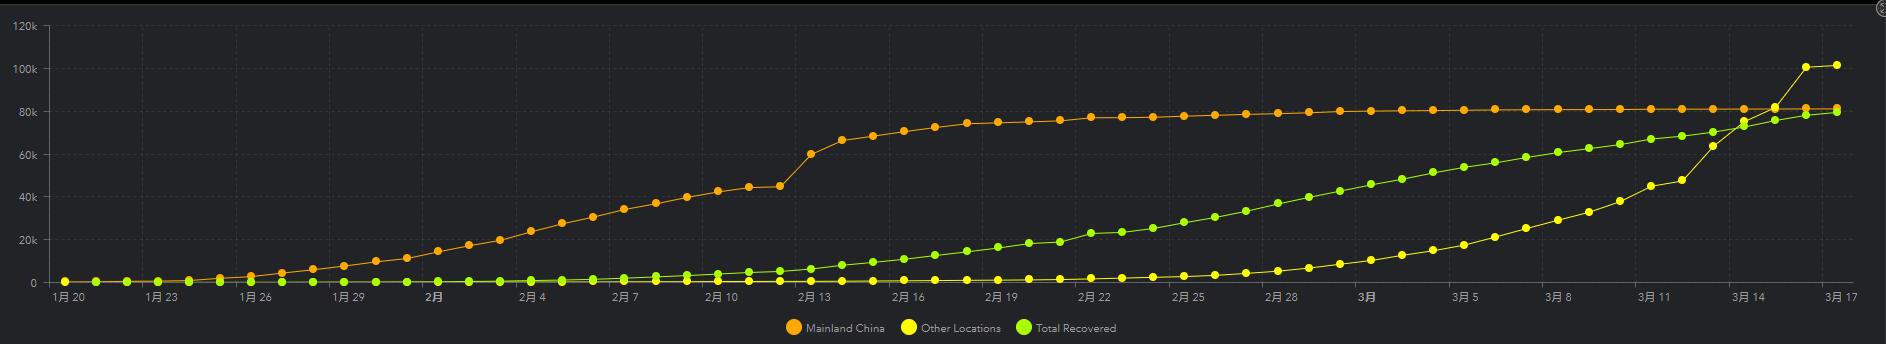 120k
100k
80k
60k
40k
20k
0
1月 20 1月 23 1月 26 1月 29 2月 2月 4 2月 7 2月 10 2月 13 2月 16 2月 19 2月 22 2月 25 2月 28 3月 3月 5 3月 8 3月 11 3月 14 3月 17
Mainland China Other Locations Total Recovered